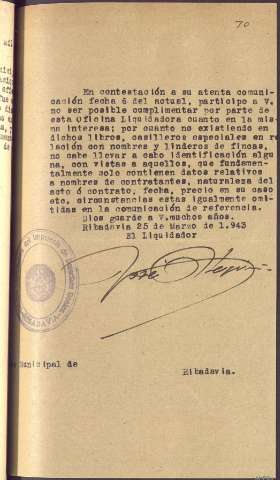 70
En contestación a su atenta comuni-
cación fecha 6 del actual, participo a V.
no ser posible cumplimentar por parte de
esta Oficina Liquidadora cuanto en la mis
ma interesa; por cuanto no existiendo en
dichos libros, casilleros especiales en re
lación con nombres y linderos de fincas,
no cabe llevar a cabo identificación algu
na, con vistas a aquellos, que fundamen-
talmente solo contienen datos relativos
a nombres de contratantes, naturaleza del
acto ó contrato, fecha, precio en su caso
etc, circunstancias estas igualmente omi-
tidas en la comunicación de referencia.
Dios guarde a V.muchos años.
Ribadavia 25 de Marzo de 1.943
El Liquidador
José
Municipal de
Ribadavia.